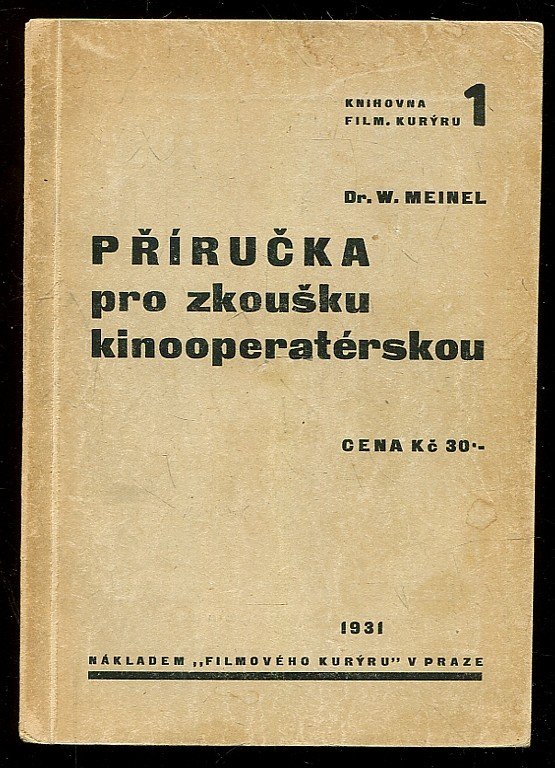 KNIHOVNA
FILM. KURÝRU 1
Dr. W. MEINEL
PŘÍRUČKA
pro zkoušku
kinooperatérskou
CENA Kč 30·-
1931
NÁKLADEM „FILMOVÉHO KURÝRU" V PRAZE